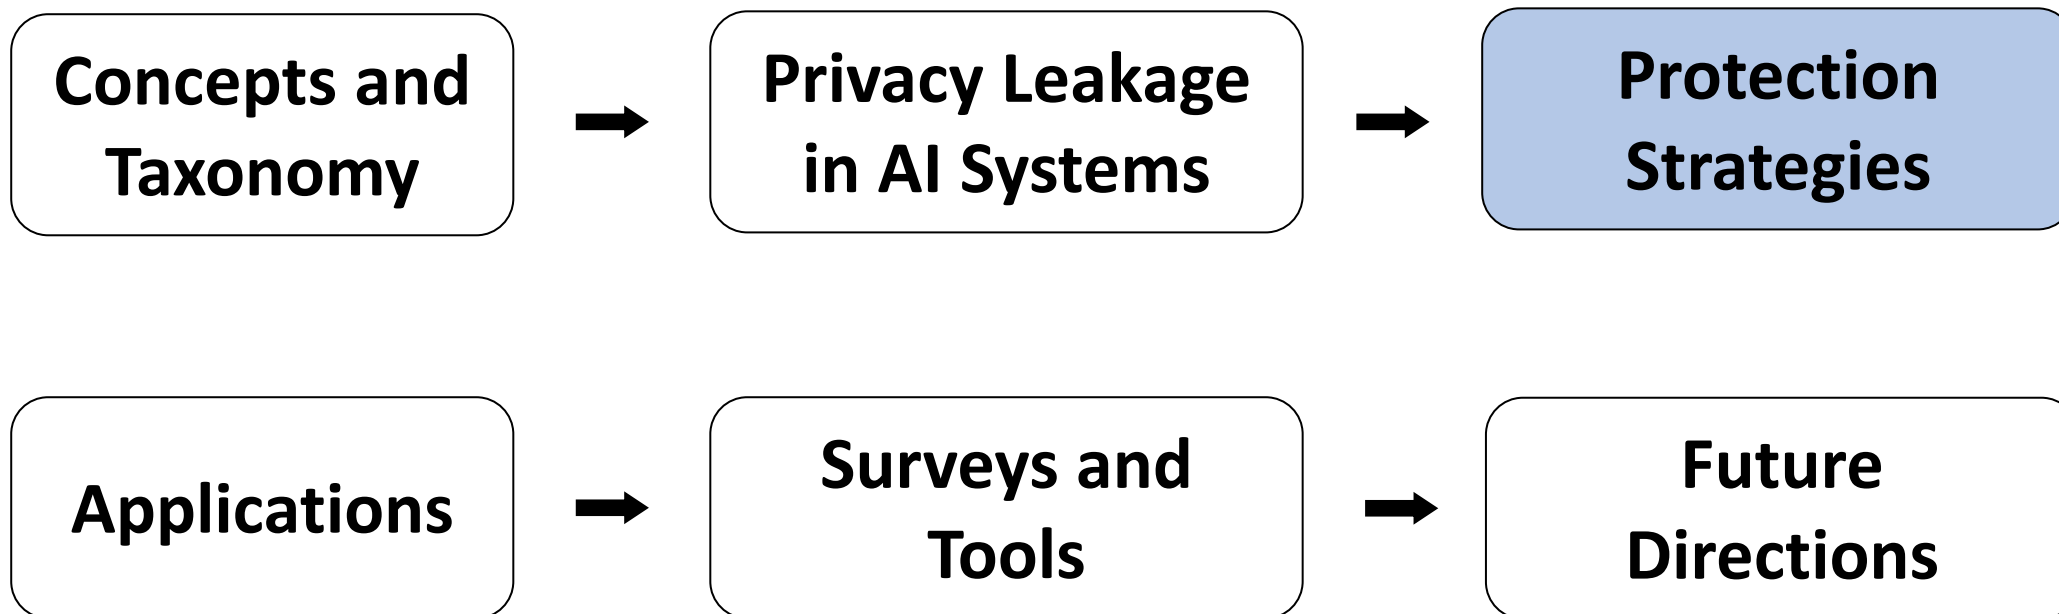 Concepts and
Taxonomy
Privacy Leakage
in AI Systems
Protection
Strategies
Applications
Surveys and
Tools
Future
Directions